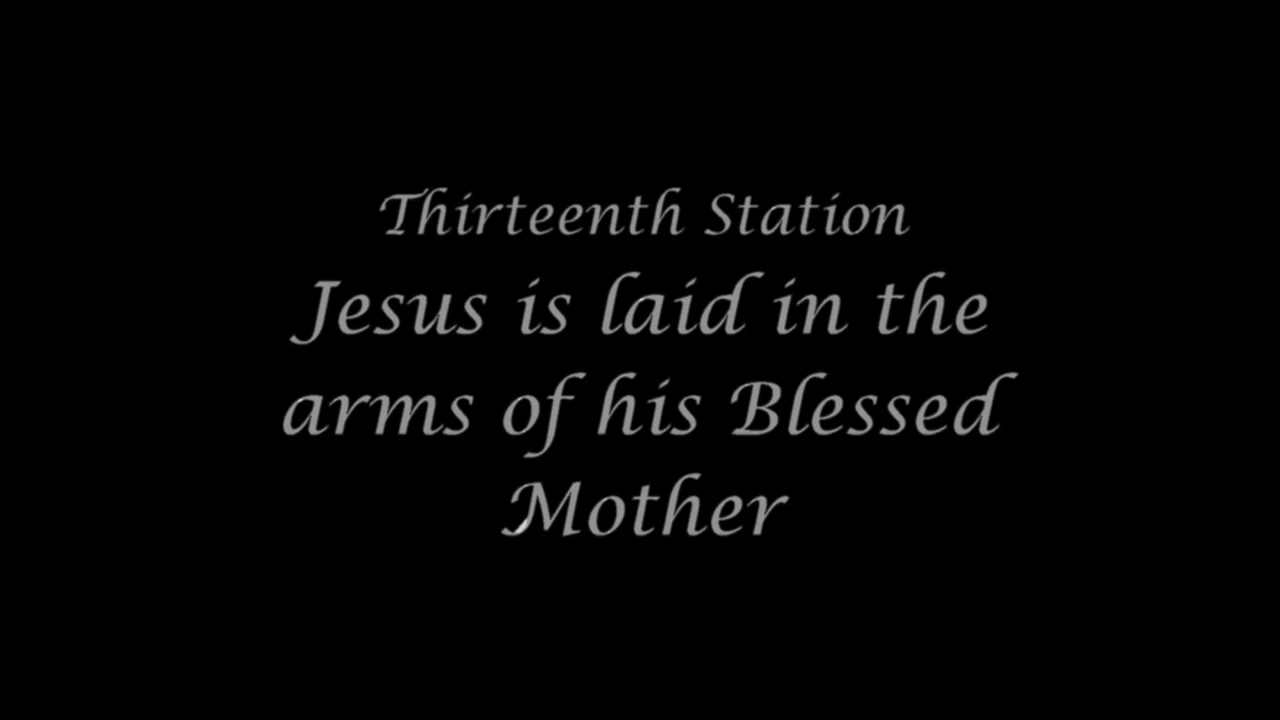 Thirteenth Station
Jesus is laid in the
arms of his Blessed
Mother